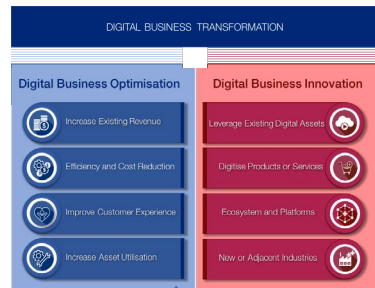 DIGITAL BUSINESS TRANSFORMATION
Digital Business Optimisation
Increase Existing Revenue
Efficiency and Cost Reduction
Improve Customer Experience
Increase Asset Utilisation
Digital Business Innovation
Leverage Existing Digital Assets
Digitise Products or Services
Ecosystem and Platforms
New or Adjacent Industries